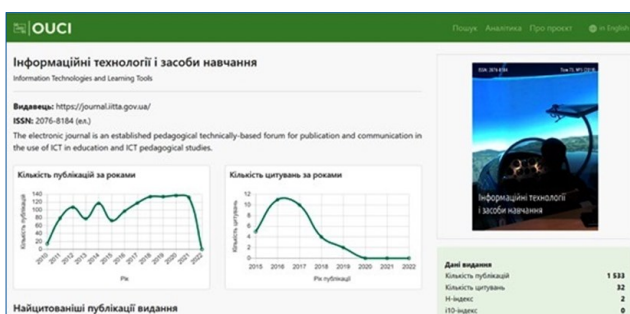 OUCI
Пошук Аналітика Про проєкт in English
Інформаційні технології і засоби навчання
Information Technologies and Learning Tools
Видавець: https://journal.iitta.gov.ua/
ISSN: 2076-8184 (ел.)
The electronic journal is an established pedagogical technically-based forum for publication and communication in
the use of ICT in education and ICT pedagogical studies.
Кількість публікацій за роками
140
120
100
80
60
40
20
0
Кількість публікацій
2010 2011 2012 2013 2014 2015 2016 2017 2018 2019 2020 2021 2022
Рік
Кількість цитувань за роками
12
10
8
6
4
2
0
Кількість цитувань
2015 2016 2017 2018 2019 2020 2021 2022
Рік публікації
Найцитованіші публікації видання
Інформаційні технології
і засоби навчання
Дані видання
Кількість публікацій 1 533
Кількість цитувань 32
H-індекс 2
i10-індекс 0